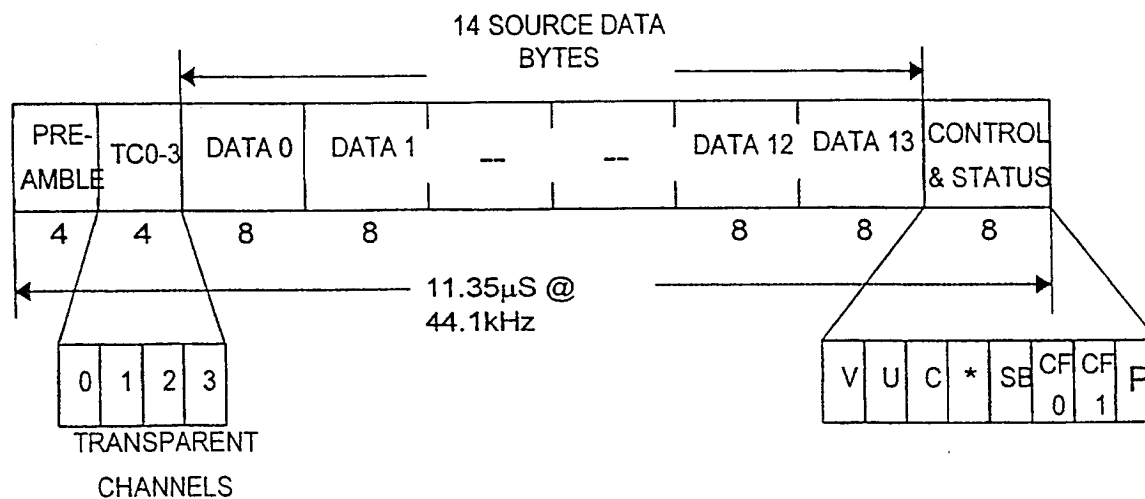 14 SOURCE DATA
BYTES
PRE-
AMBLE
TC0-3
DATA 0
DATA 1
--
--
DATA 12
DATA 13
CONTROL
& STATUS
4
4
8
8
8
8
8
11.35μS @
44.1kHz
0
1
2
3
TRANSPARENT
CHANNELS
V
U
C
*
SB
CF
0
CF
1
P